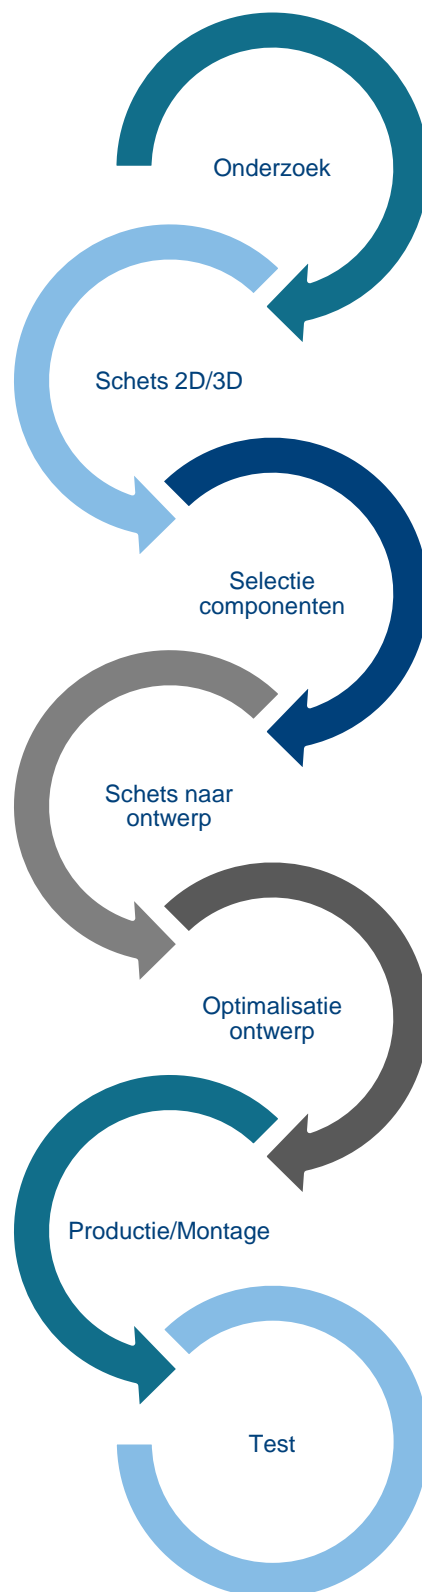 Onderzoek
Schets 2D/3D
Selectie
componenten
Schets naar
ontwerp
Optimalisatie
ontwerp
Productie/Montage
Test